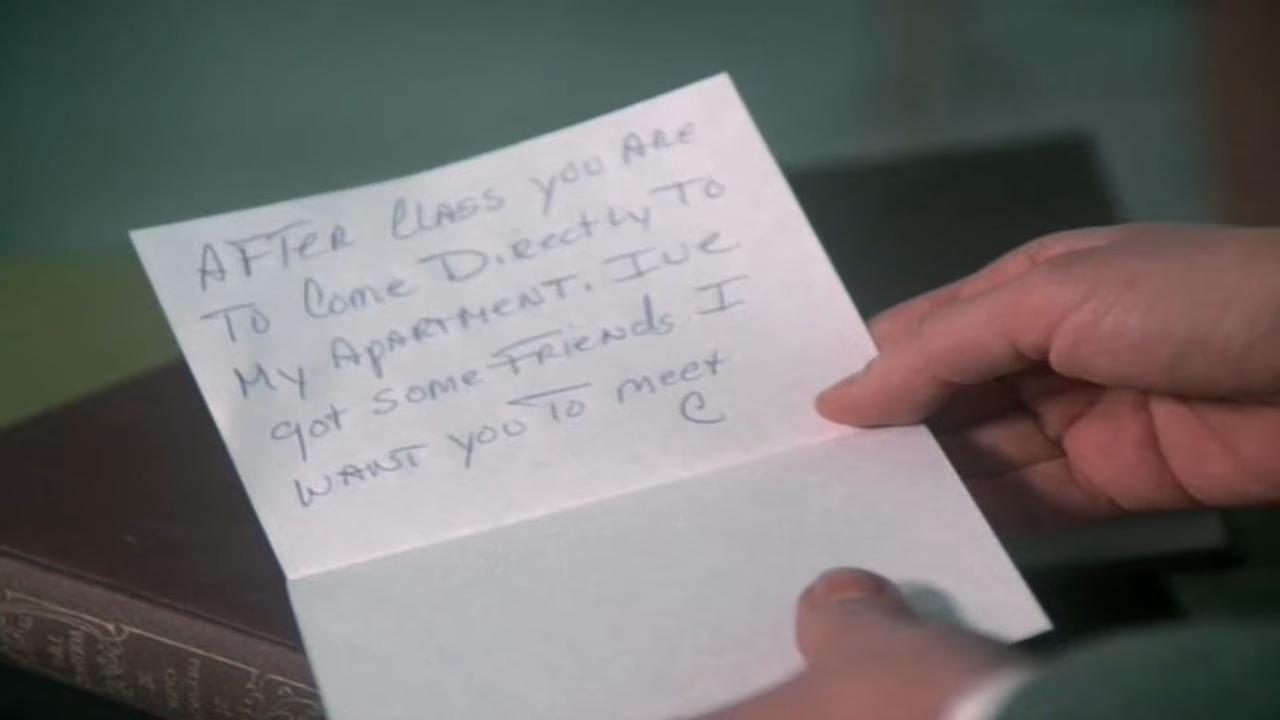 AFTER Class you ARE
To Come Directly To
My ApARTMENT. Ive
got some FRiends I
WANT you To meet
C